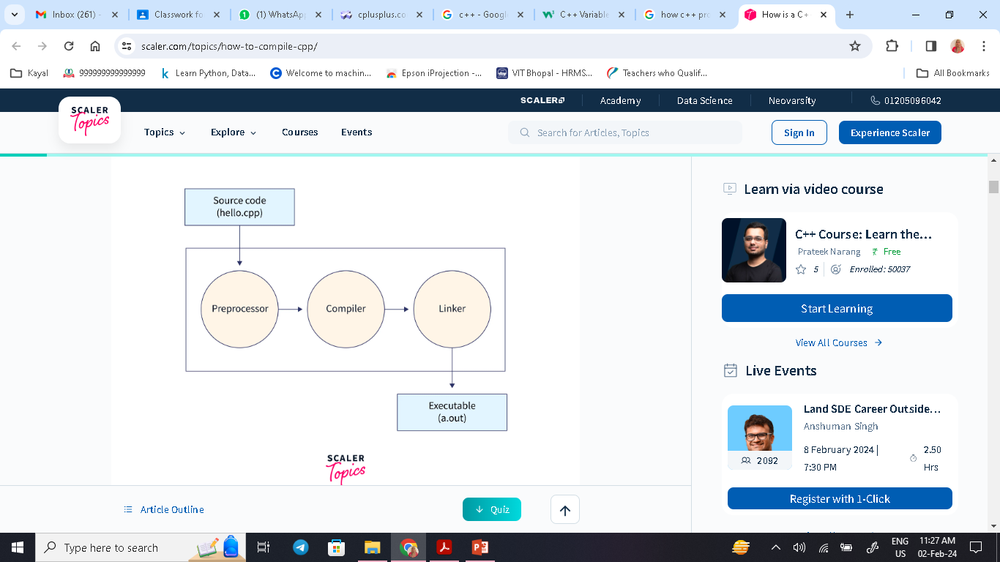 Inbox (261) -
Classwork fo
(1) WhatsAp
cplusplus.co
c++ - Googl
C++ Variable
how c++ pro
How is a C+
scaler.com/topics/how-to-compile-cpp/
Kayal
999999999999999
Learn Python, Data...
Welcome to machin...
Epson iProjection -...
VIT Bhopal - HRMS...
Teachers who Qualif...
All Bookmarks
SCALER
Academy
Data Science
Neovarsity
01205096042
SCALER
Topics
Topics
Explore
Courses
Events
Search for Articles, Topics
Sign In
Experience Scaler
Source code
(hello.cpp)
Preprocessor
Compiler
Linker
Executable
(a.out)
SCALER
Topics
Learn via video course
C++ Course: Learn the...
Prateek Narang
Free
5
Enrolled: 50037
Start Learning
View All Courses
Live Events
Land SDE Career Outside...
Anshuman Singh
8 February 2024 |
7:30 PM
2.50
Hrs
2092
Register with 1-Click
Article Outline
Quiz
Type here to search
ENG
US
11:27 AM
02-Feb-24